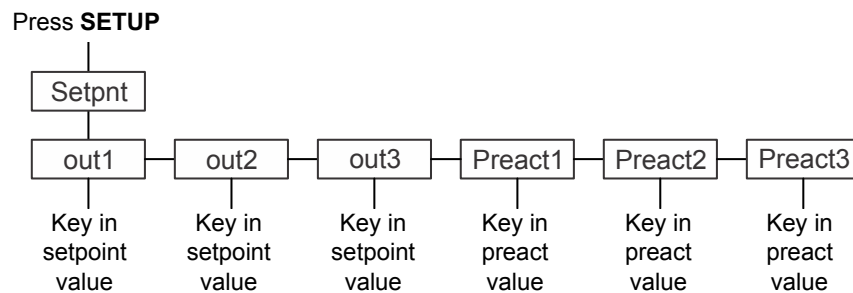 Press SETUP
Setpnt
out1 out2 out3 Preact1 Preact2 Preact3
Key in Key in Key in Key in Key in Key in
setpoint setpoint setpoint preact preact preact
value value value value value value